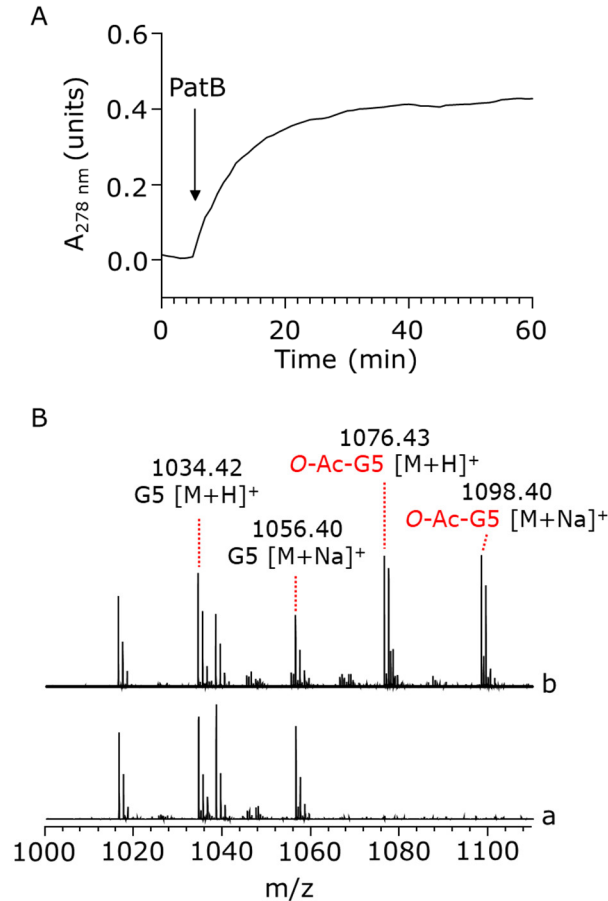 A
0.6
0.4
0.2
0.0
A278 nm (units)
PatB
0 20 40 60
Time (min)
B
1034.42
G5 [M+H]+
1056.40
G5 [M+Na]+
1076.43
O-Ac-G5 [M+H]+
1098.40
O-Ac-G5 [M+Na]+
b
a
1000 1020 1040 1060 1080 1100
m/z